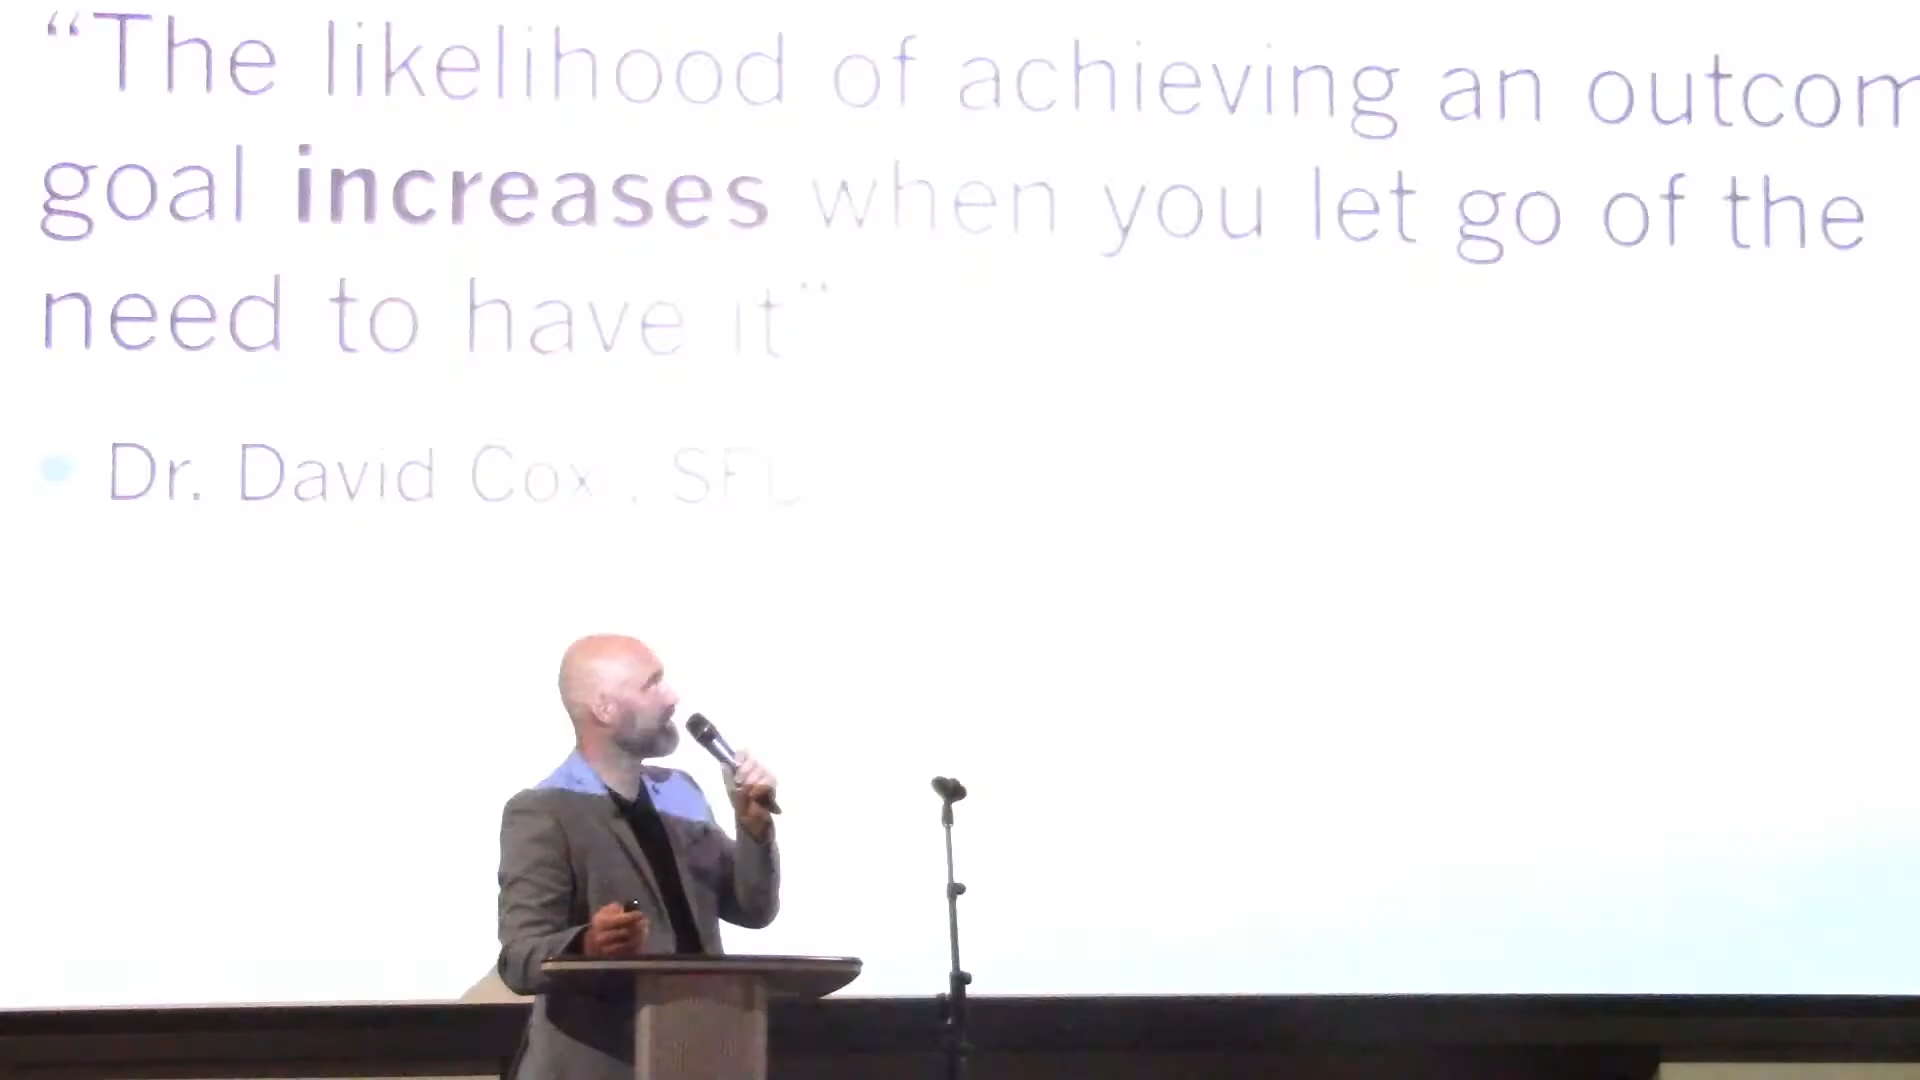 “The likelihood of achieving an outcom
goal increases when you let go of the
need to have it”
Dr. David Cox , SFU